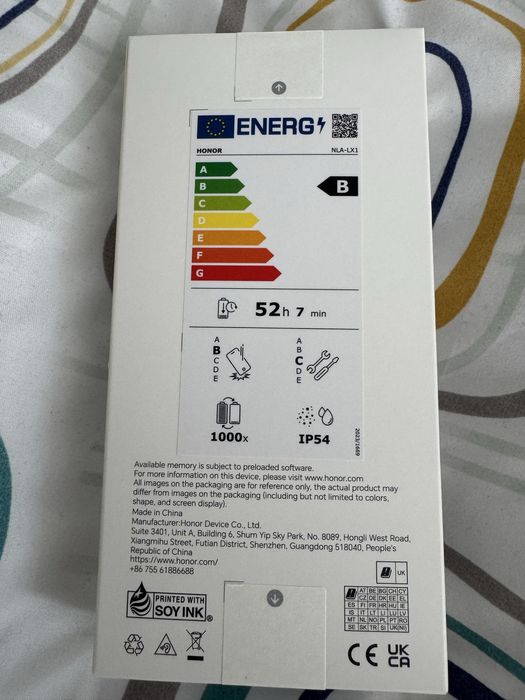 ENERG
HONOR NLA-LX1
A
B
B
C
D
E
F
G
52h 7 min
A
B
C
D
E
A
B
C
D
E
1000x
IP54
2023/1669
Available memory is subject to preloaded software.
For more information on this device, please visit www.honor.com
All images on the packaging are for reference only, the actual product may
differ from images on the packaging (including but not limited to colors,
shape, and screen display).
Made in China
Manufacturer:Honor Device Co., Ltd.
Suite 3401, Unit A, Building 6, Shum Yip Sky Park, No. 8089, Hongli West Road,
Xiangmihu Street, Futian District, Shenzhen, Guangdong 518040, People's
Republic of China
https://www.honor.com/
+86 755 61886688
UK
PRINTED WITH
SOY INK
AT BE BG CH CY
CZ DE DK EE EL
ES FI FR HR HU IE
IS IT LI LT LU LV
MT NL NO PL PT RO
SE SK TR SI UK(NI)
CE UK
CA